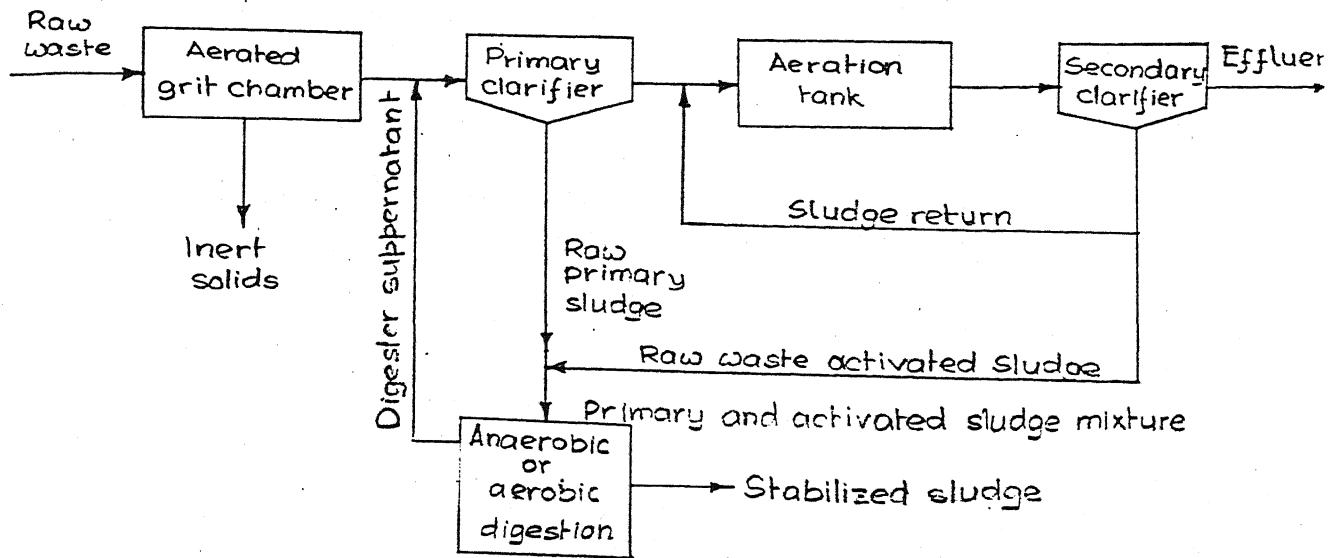 Raw
waste
Aerated
grit chamber
Primary
clarifier
Aeration
tank
Secondary
clarifier
Effluer
Inert
solids
Digester suppernatant
Sludge return
Raw
primary
sludge
Raw waste activated sludge
Primary and activated sludge mixture
Anaerobic
or
aerobic
digestion
Stabilized sludge